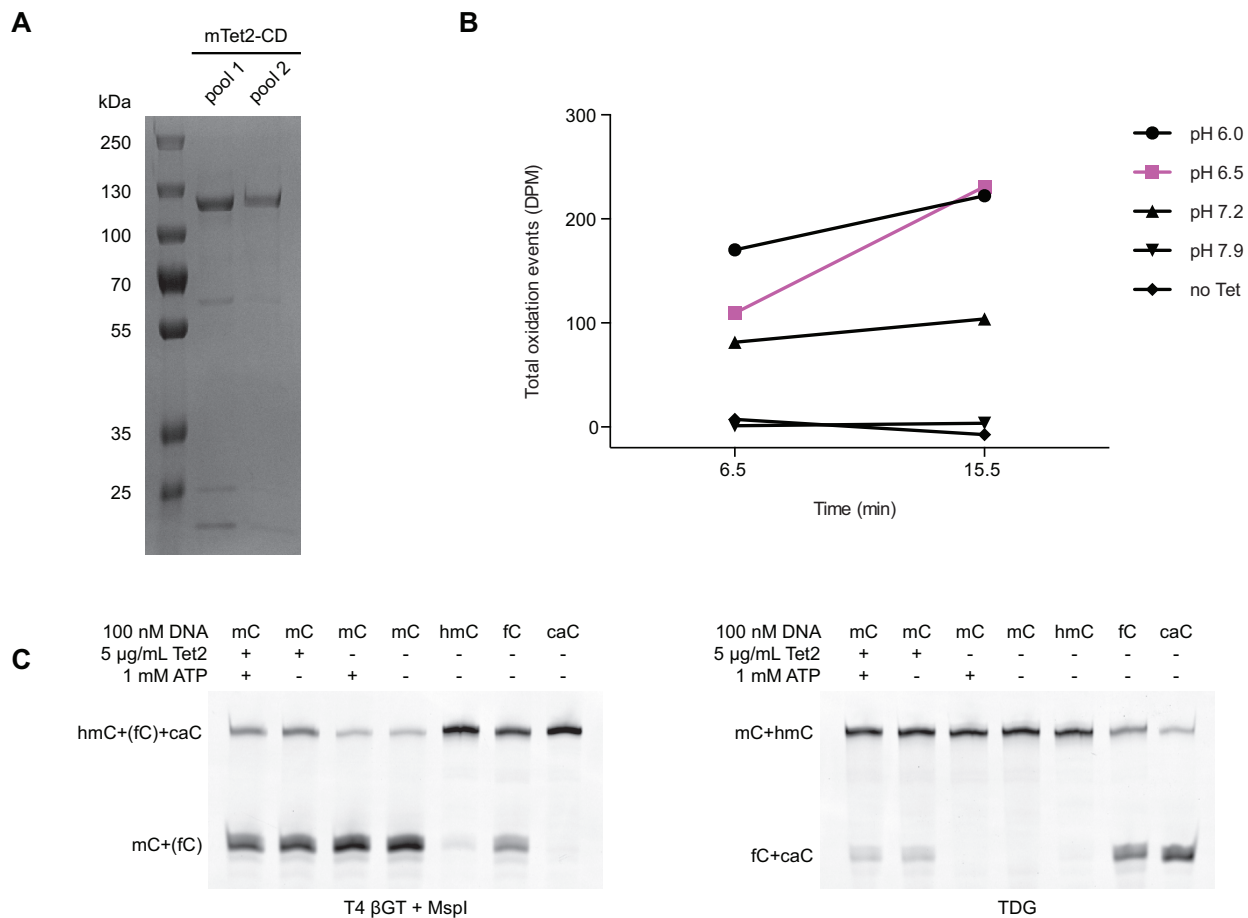 A
mTet2-CD
pool 1 pool 2
kDa
250
130
100
70
55
35
25
B
Total oxidation events (DPM)
300
200
100
0
6.5 15.5
Time (min)
pH 6.0
pH 6.5
pH 7.2
pH 7.9
no Tet
C
100 nM DNA mC mC mC mC hmC fC caC
5 µg/mL Tet2 + + - - - - -
1 mM ATP + - + - - - -
hmC+(fC)+caC
mC+(fC)
T4 βGT + MspI
100 nM DNA mC mC mC mC hmC fC caC
5 µg/mL Tet2 + + - - - - -
1 mM ATP + - + - - - -
mC+hmC
fC+caC
TDG